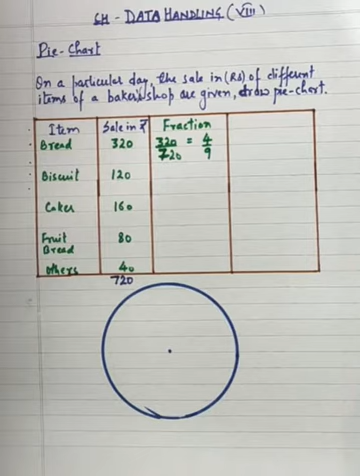 CH - DATA HANDLING (VIII)
Pie-Chart
On a particular day, the sale in (Rs) of different
items of a baker's shop are given, draw pie-chart.
Item Sale in ₹ Fraction
Bread 320 320/720 = 4/9
Biscuit 120
Cakes 160
Fruit 80
Bread
Others 40
720